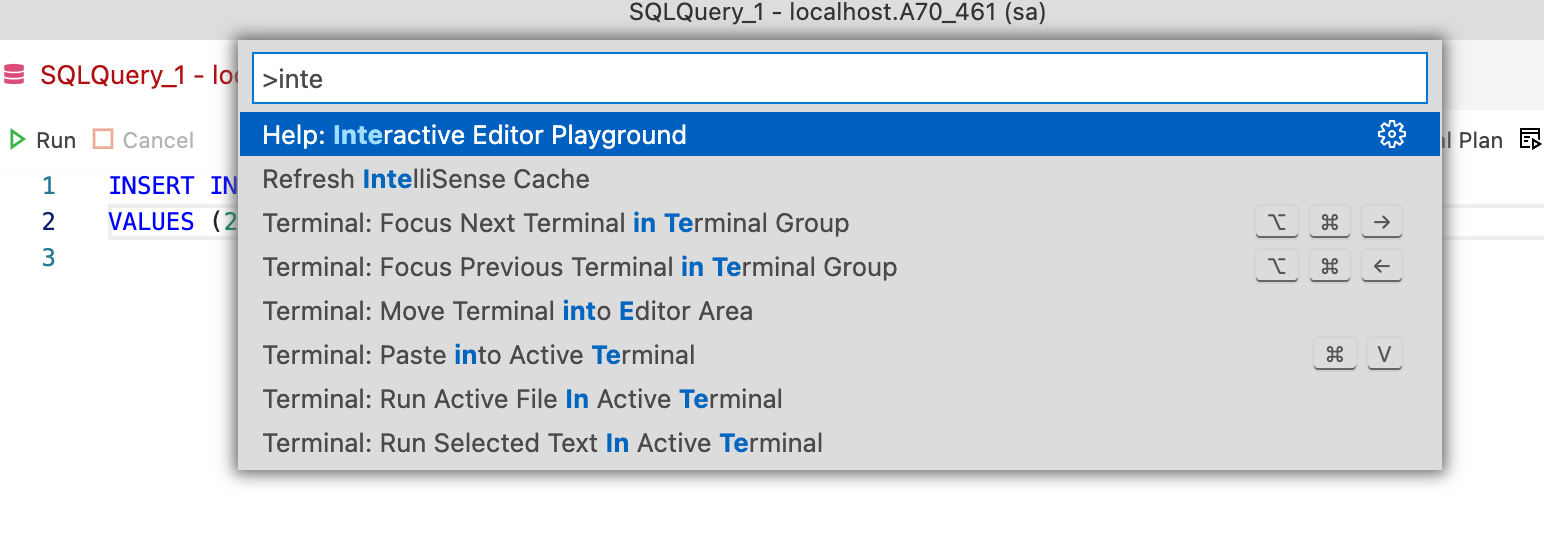 SQLQuery_1 - localhost.A70_461 (sa)
SQLQuery_1 - loc
>inte
Help: Interactive Editor Playground
Run Cancel
Plan
Refresh IntelliSense Cache
1 INSERT IN
Terminal: Focus Next Terminal in Terminal Group ⌥ ⌘ →
2 VALUES (2
3
Terminal: Focus Previous Terminal in Terminal Group ⌥ ⌘ ←
Terminal: Move Terminal into Editor Area
Terminal: Paste into Active Terminal ⌘ V
Terminal: Run Active File In Active Terminal
Terminal: Run Selected Text In Active Terminal